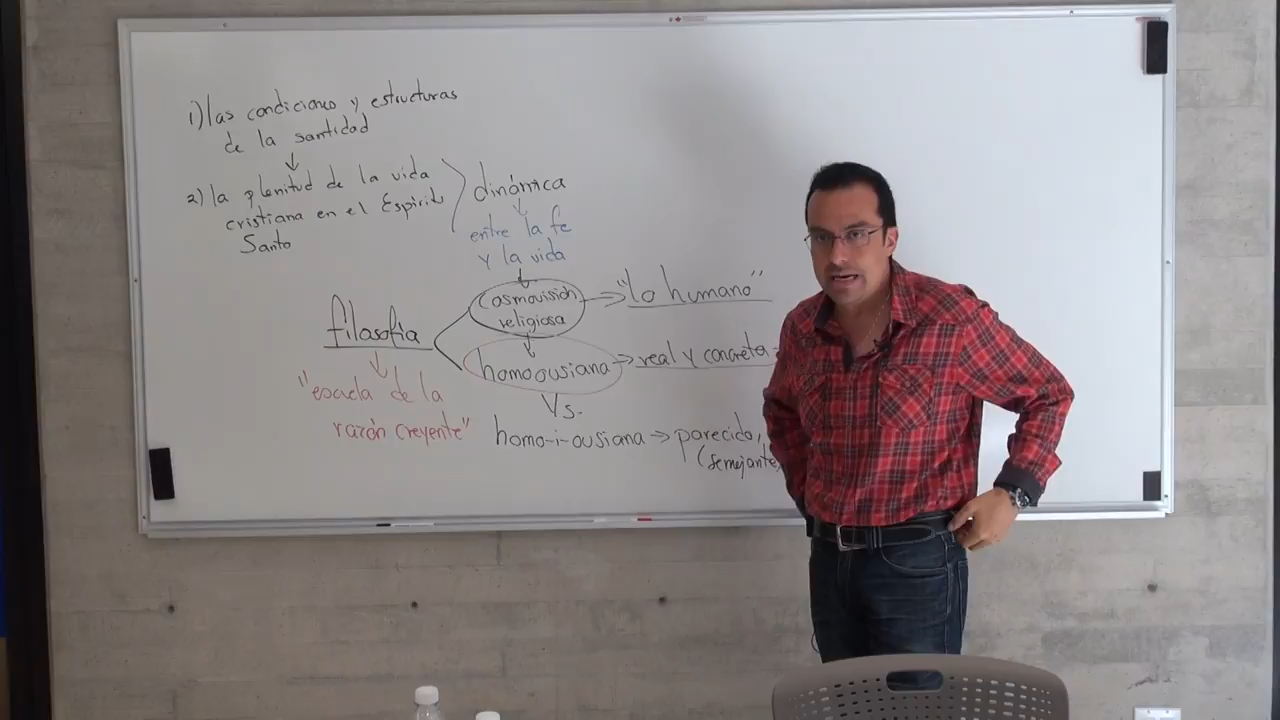 1) las condiciones y estructuras
de la santidad
2) la plenitud de la vida
cristiana en el Espíritu
Santo
dinámica
entre la fe
y la vida
filosofía
"escuela de la
razón creyente"
cosmovisión
religiosa
"lo humano"
homoousiana
real y concreta
Vs.
homo-i-ousiana → parecido,
(semejante